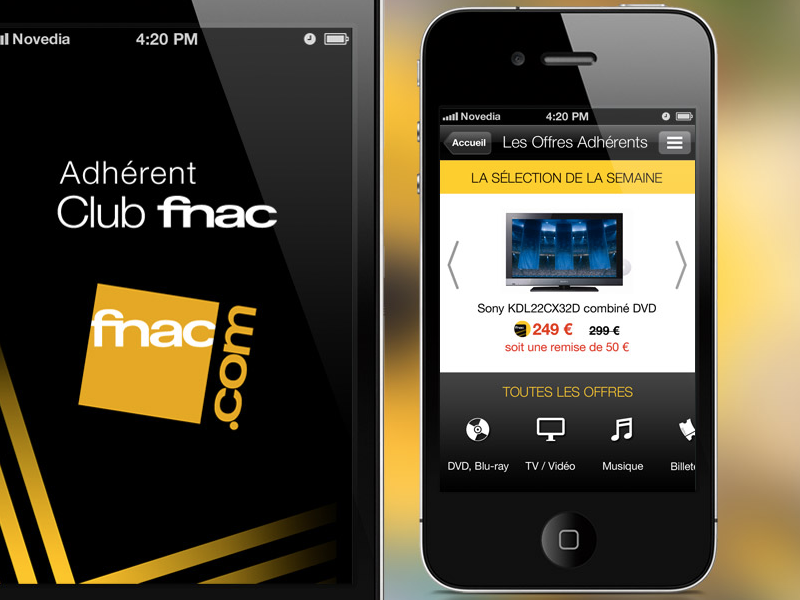 Novedia 4:20 PM
Adhérent
Club fnac
fnac
.com
Novedia 4:20 PM
Accueil Les Offres Adhérents
LA SÉLECTION DE LA SEMAINE
Sony KDL22CX32D combiné DVD
249 € 299 €
soit une remise de 50 €
TOUTES LES OFFRES
DVD, Blu-ray TV / Vidéo Musique Billet